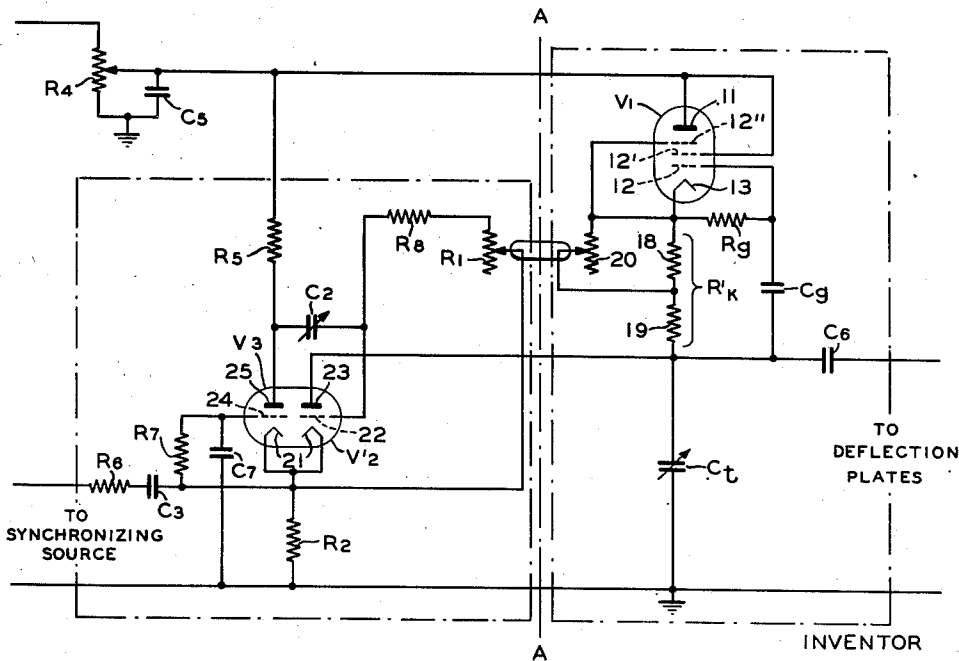 A
R4
C5
V1
11
12"
12'
12
13
R5
R8
R1
20
18
Rg
R'K
Cg
19
C2
C6
V3
25
23
24
22
R7
21
V'2
C7
R6
C3
TO
SYNCHRONIZING
SOURCE
R2
Ct
TO
DEFLECTION
PLATES
A
INVENTOR